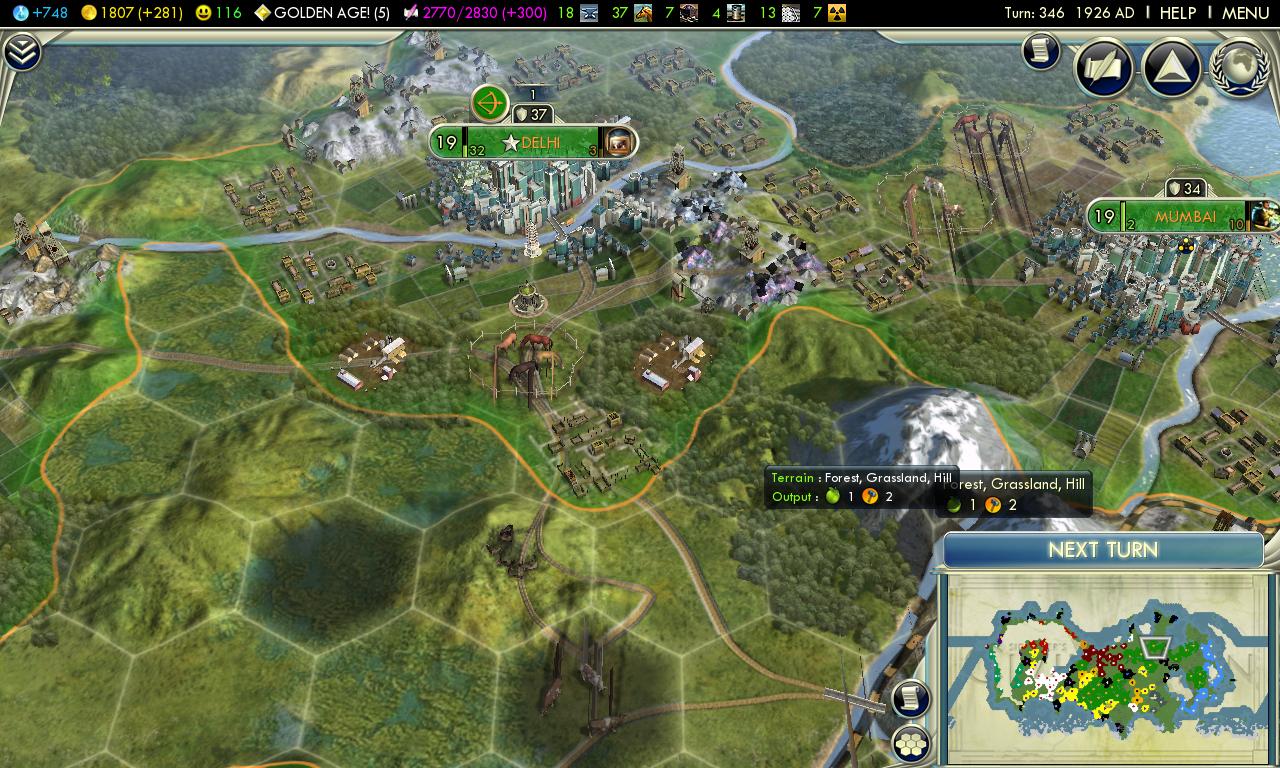 +748 1807 (+281) 116 GOLDEN AGE! (5) 2770/2830 (+300) 18 37 7 4 13 7 Turn: 346 1926 AD | HELP | MENU
1
37
19 32 DELHI 3
34
19 2 MUMBAI 10
Terrain : Forest, Grassland, Hill
Output : 1 2
orest, Grassland, Hill
1 2
NEXT TURN